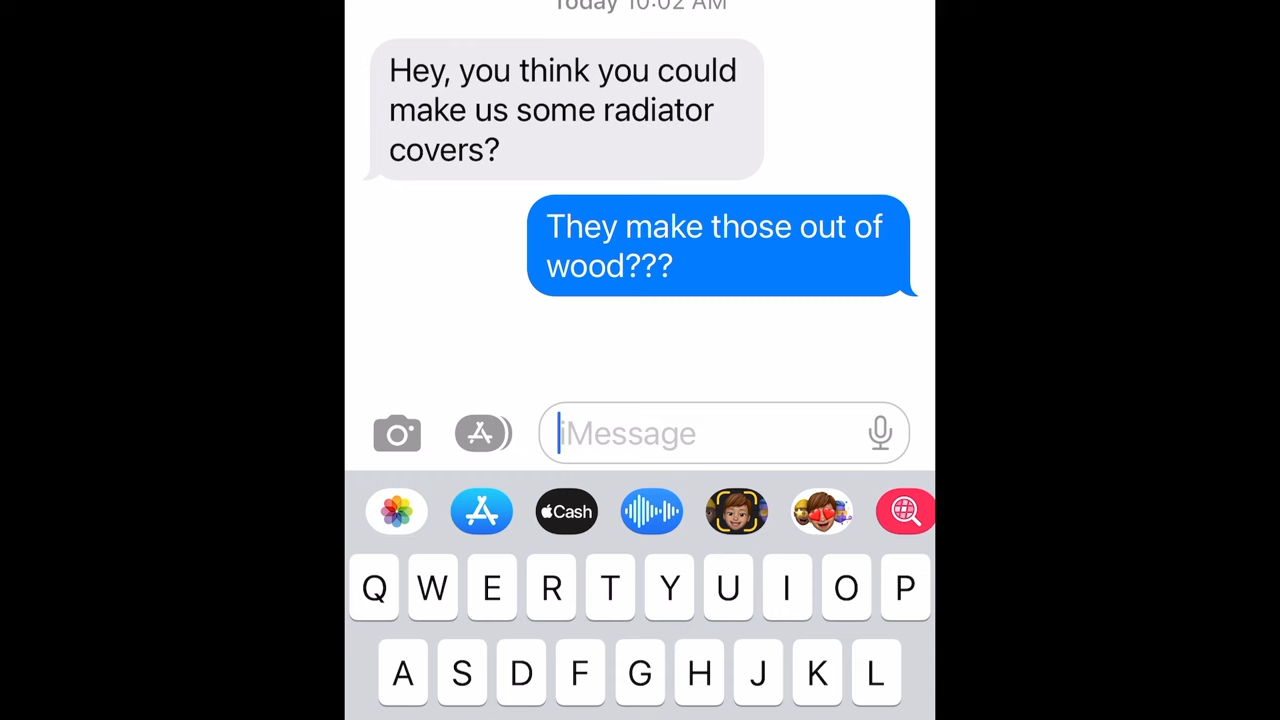 Today 10:02 AM
Hey, you think you could
make us some radiator
covers?
They make those out of
wood???
iMessage
Cash
Q W E R T Y U I O P
A S D F G H J K L